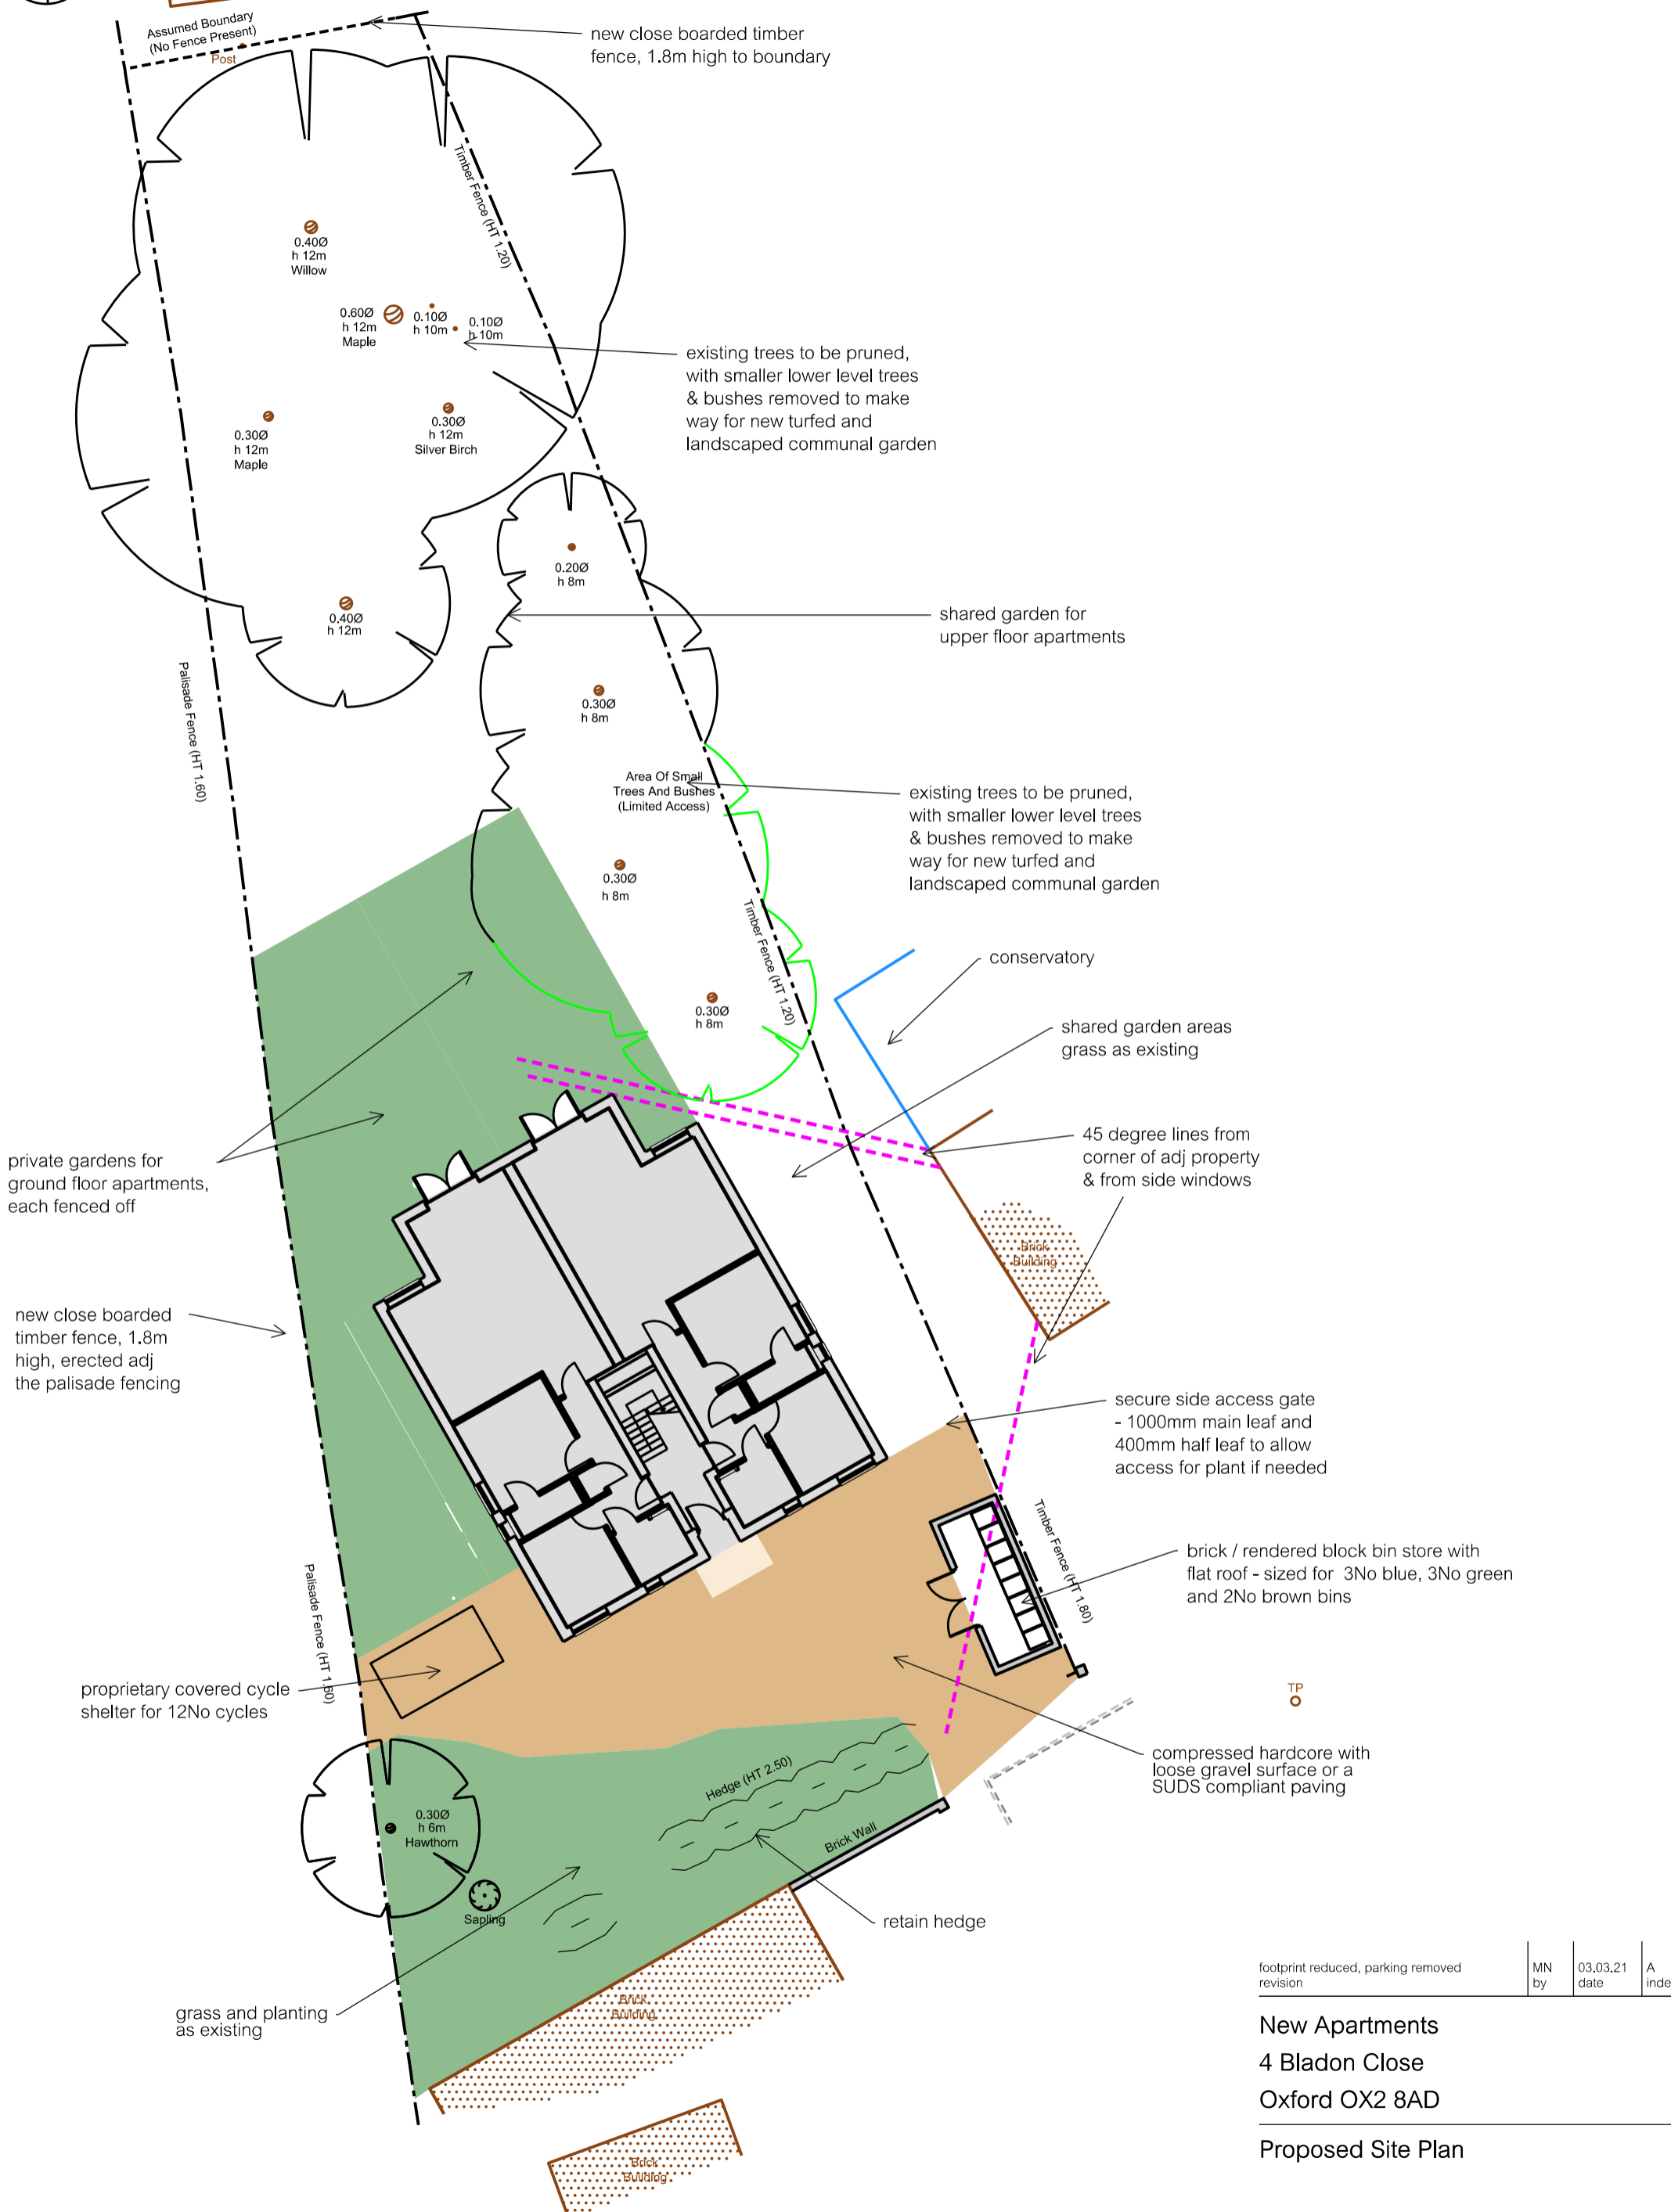 Assumed Boundary
(No Fence Present)
Post
new close boarded timber
fence, 1.8m high to boundary
Timber Fence (HT 1.20)
0.40Ø
h 12m
Willow
0.60Ø
h 12m
Maple
0.10Ø
h 10m
0.10Ø
h 10m
existing trees to be pruned,
with smaller lower level trees
& bushes removed to make
way for new turfed and
landscaped communal garden
0.30Ø
h 12m
Maple
0.30Ø
h 12m
Silver Birch
0.20Ø
h 8m
0.40Ø
h 12m
shared garden for
upper floor apartments
Palisade Fence (HT 1.60)
0.30Ø
h 8m
Area Of Small
Trees And Bushes
(Limited Access)
existing trees to be pruned,
with smaller lower level trees
& bushes removed to make
way for new turfed and
landscaped communal garden
0.30Ø
h 8m
Timber Fence (HT 1.20)
conservatory
0.30Ø
h 8m
shared garden areas
grass as existing
45 degree lines from
corner of adj property
& from side windows
private gardens for
ground floor apartments,
each fenced off
Brick
Building
new close boarded
timber fence, 1.8m
high, erected adj
the palisade fencing
secure side access gate
- 1000mm main leaf and
400mm half leaf to allow
access for plant if needed
Timber Fence (HT 1.80)
brick / rendered block bin store with
flat roof - sized for 3No blue, 3No green
and 2No brown bins
Palisade Fence (HT 1.60)
proprietary covered cycle
shelter for 12No cycles
TP
compressed hardcore with
loose gravel surface or a
SUDS compliant paving
Hedge (HT 2.50)
0.30Ø
h 6m
Hawthorn
Brick Wall
Sapling
retain hedge
grass and planting
as existing
Brick
Building
Brick
Building
footprint reduced, parking removed MN 03.03.21 A
revision by date inde
New Apartments
4 Bladon Close
Oxford OX2 8AD
Proposed Site Plan